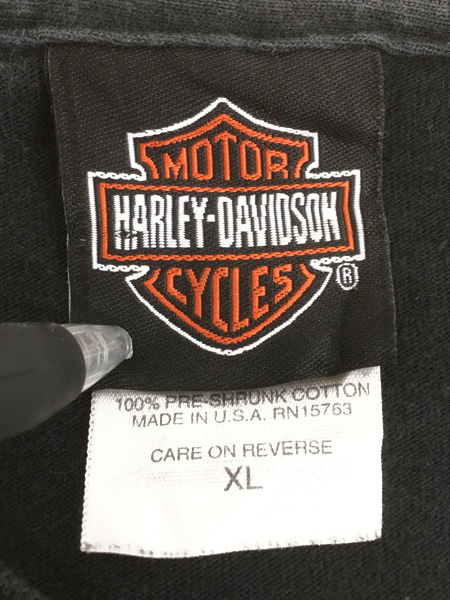 MOTOR
HARLEY-DAVIDSON
CYCLES
®
100% PRE-SHRUNK COTTON
MADE IN U.S.A. RN15763
CARE ON REVERSE
XL